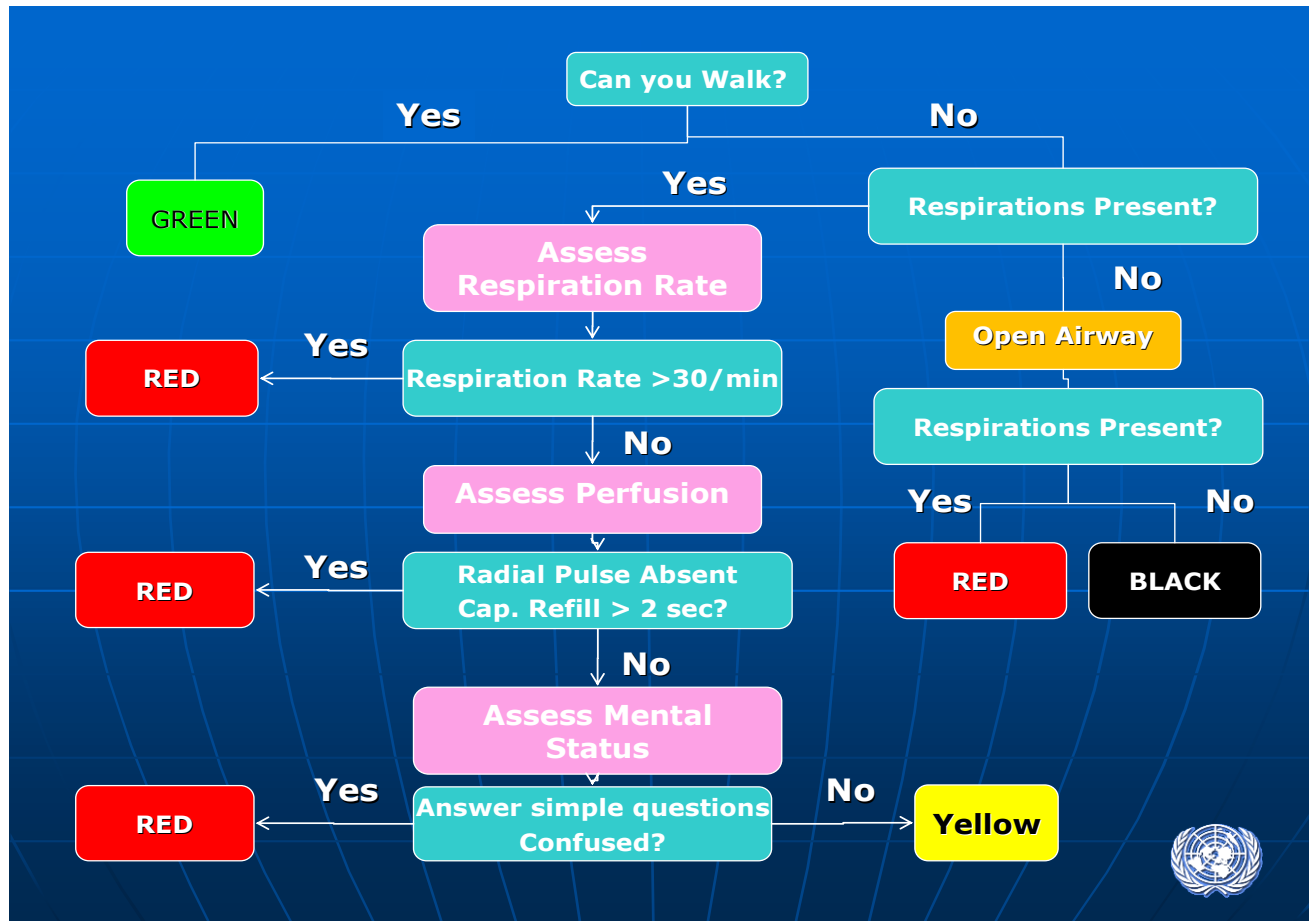 Can you Walk?
Yes
No
GREEN
Yes
Respirations Present?
Assess
Respiration Rate
No
Open Airway
Yes
RED
Respiration Rate >30/min
Respirations Present?
No
Assess Perfusion
Yes
No
RED
BLACK
Yes
RED
Radial Pulse Absent
Cap. Refill > 2 sec?
No
Assess Mental
Status
Yes
RED
Answer simple questions
Confused?
No
Yellow